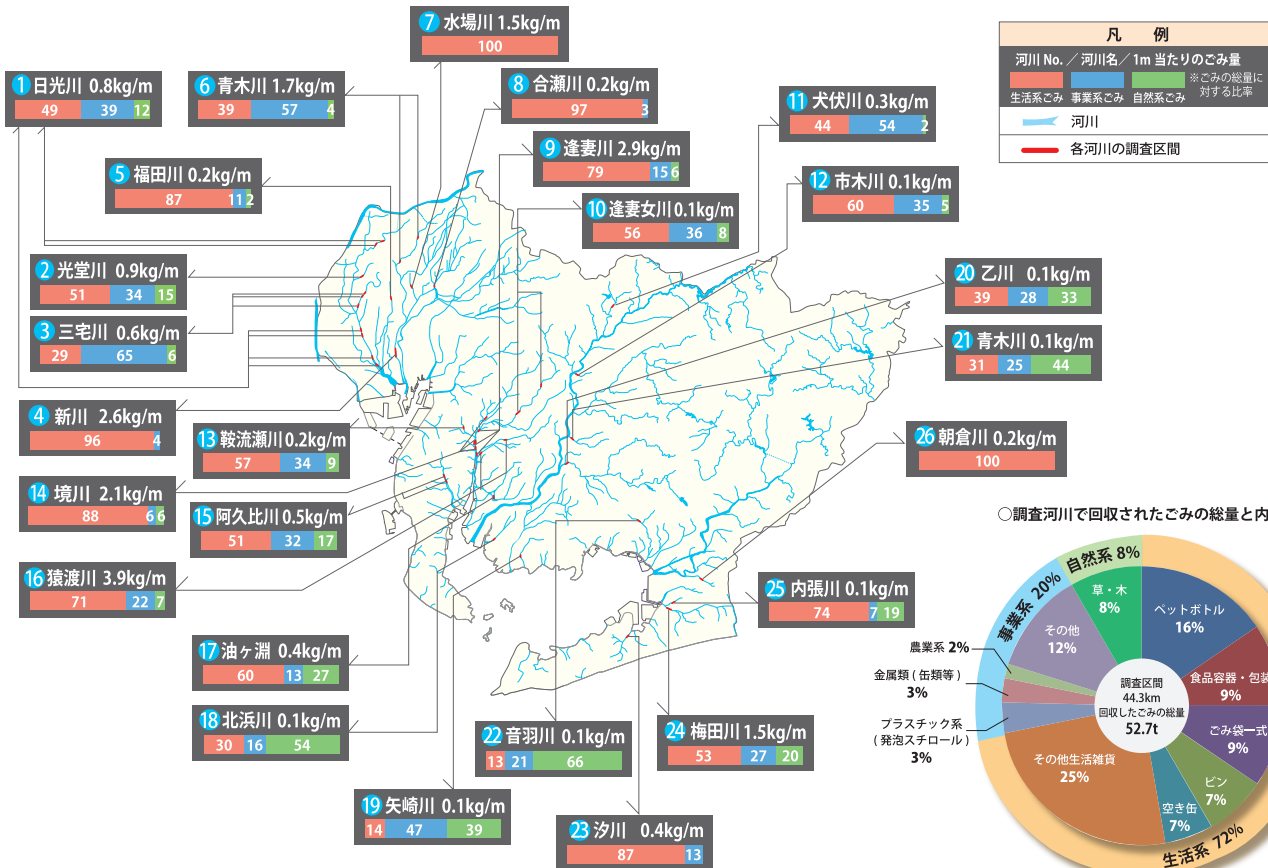 7 水場川 1.5kg/m
100
1 日光川 0.8kg/m
49 39 12
6 青木川 1.7kg/m
39 57 4
8 合瀬川 0.2kg/m
97 3
11 犬伏川 0.3kg/m
44 54 2
凡 例
河川 No. ／河川名／1m 当たりのごみ量
生活系ごみ 事業系ごみ 自然系ごみ
※ごみの総量に
対する比率
河川
各河川の調査区間
5 福田川 0.2kg/m
87 11 2
9 逢妻川 2.9kg/m
79 15 6
12 市木川 0.1kg/m
60 35 5
10 逢妻女川 0.1kg/m
56 36 8
2 光堂川 0.9kg/m
51 34 15
20 乙川 0.1kg/m
39 28 33
3 三宅川 0.6kg/m
29 65 6
21 青木川 0.1kg/m
31 25 44
4 新川 2.6kg/m
96 4
13 鞍流瀬川 0.2kg/m
57 34 9
26 朝倉川 0.2kg/m
100
14 境川 2.1kg/m
88 6 6
15 阿久比川 0.5kg/m
51 32 17
16 猿渡川 3.9kg/m
71 22 7
25 内張川 0.1kg/m
74 7 19
17 油ヶ淵 0.4kg/m
60 13 27
18 北浜川 0.1kg/m
30 16 54
22 音羽川 0.1kg/m
13 21 66
24 梅田川 1.5kg/m
53 27 20
19 矢崎川 0.1kg/m
14 47 39
23 汐川 0.4kg/m
87 13
○調査河川で回収されたごみの総量と内
自然系 8%
事業系 20%
生活系 72%
草・木
8%
ペットボトル
16%
その他
12%
農業系 2%
金属類 ( 缶類等 )
3%
プラスチック系
( 発泡スチロール )
3%
食品容器・包装
9%
調査区間
44.3km
回収したごみの総量
52.7t
ごみ袋一式
9%
その他生活雑貨
25%
ビン
7%
空き缶
7%